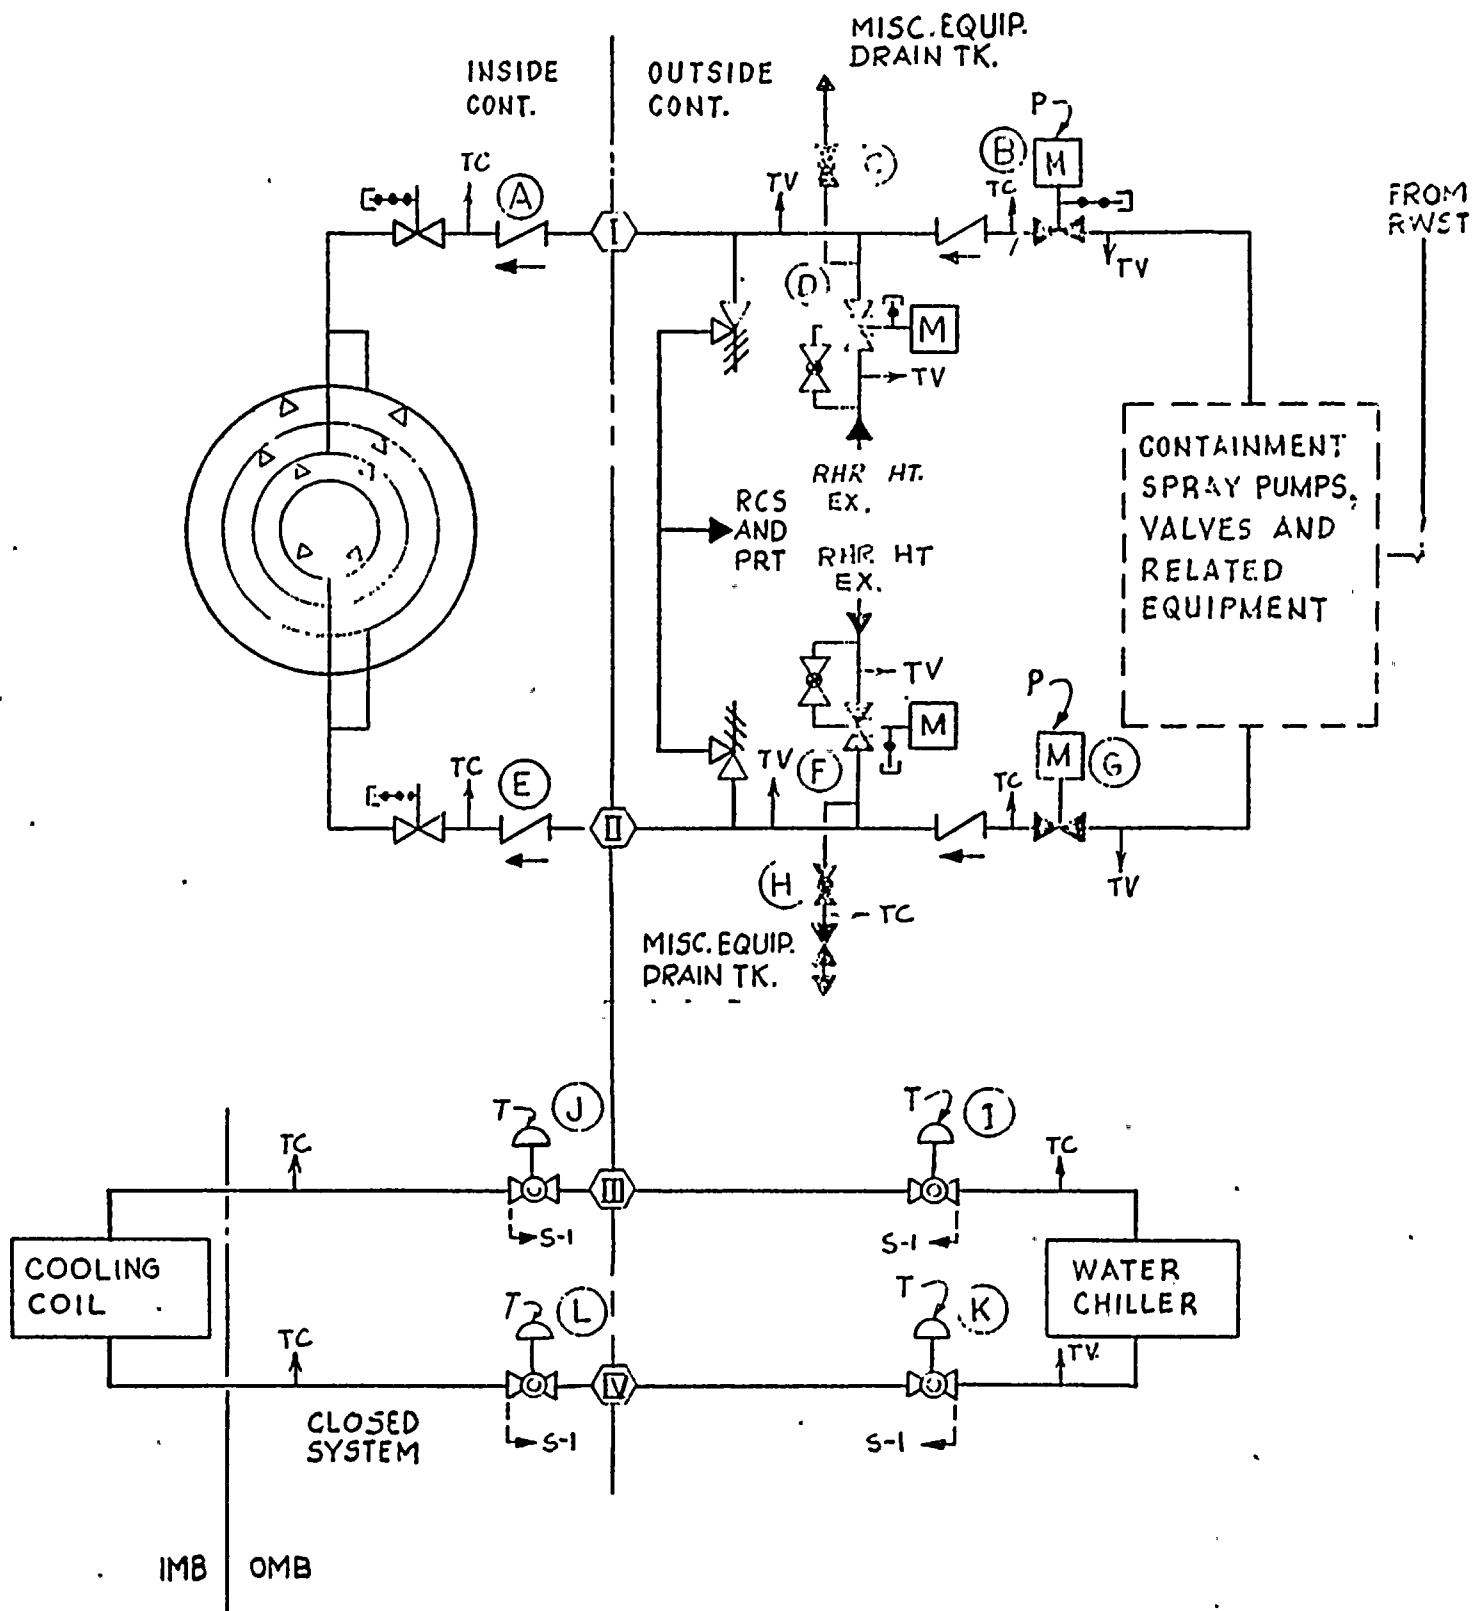 MISC. EQUIP.
DRAIN TK.
INSIDE
CONT.
OUTSIDE
CONT.
P
TC
A
TV
C
B
TC
M
FROM
RWST
I
TV
D
M
TV
RHR HT.
EX.
RCS
AND
PRT
RHR HT
EX.
CONTAINMENT
SPRAY PUMPS,
VALVES AND
RELATED
EQUIPMENT
TV
M
P
TC
E
TV
F
M
G
TC
II
TV
H
TC
MISC. EQUIP.
DRAIN TK.
T
J
T
I
TC
TC
III
S-1
S-1
COOLING
COIL
WATER
CHILLER
T
L
T
K
TC
TV
IV
CLOSED
SYSTEM
S-1
S-1
IMB
OMB